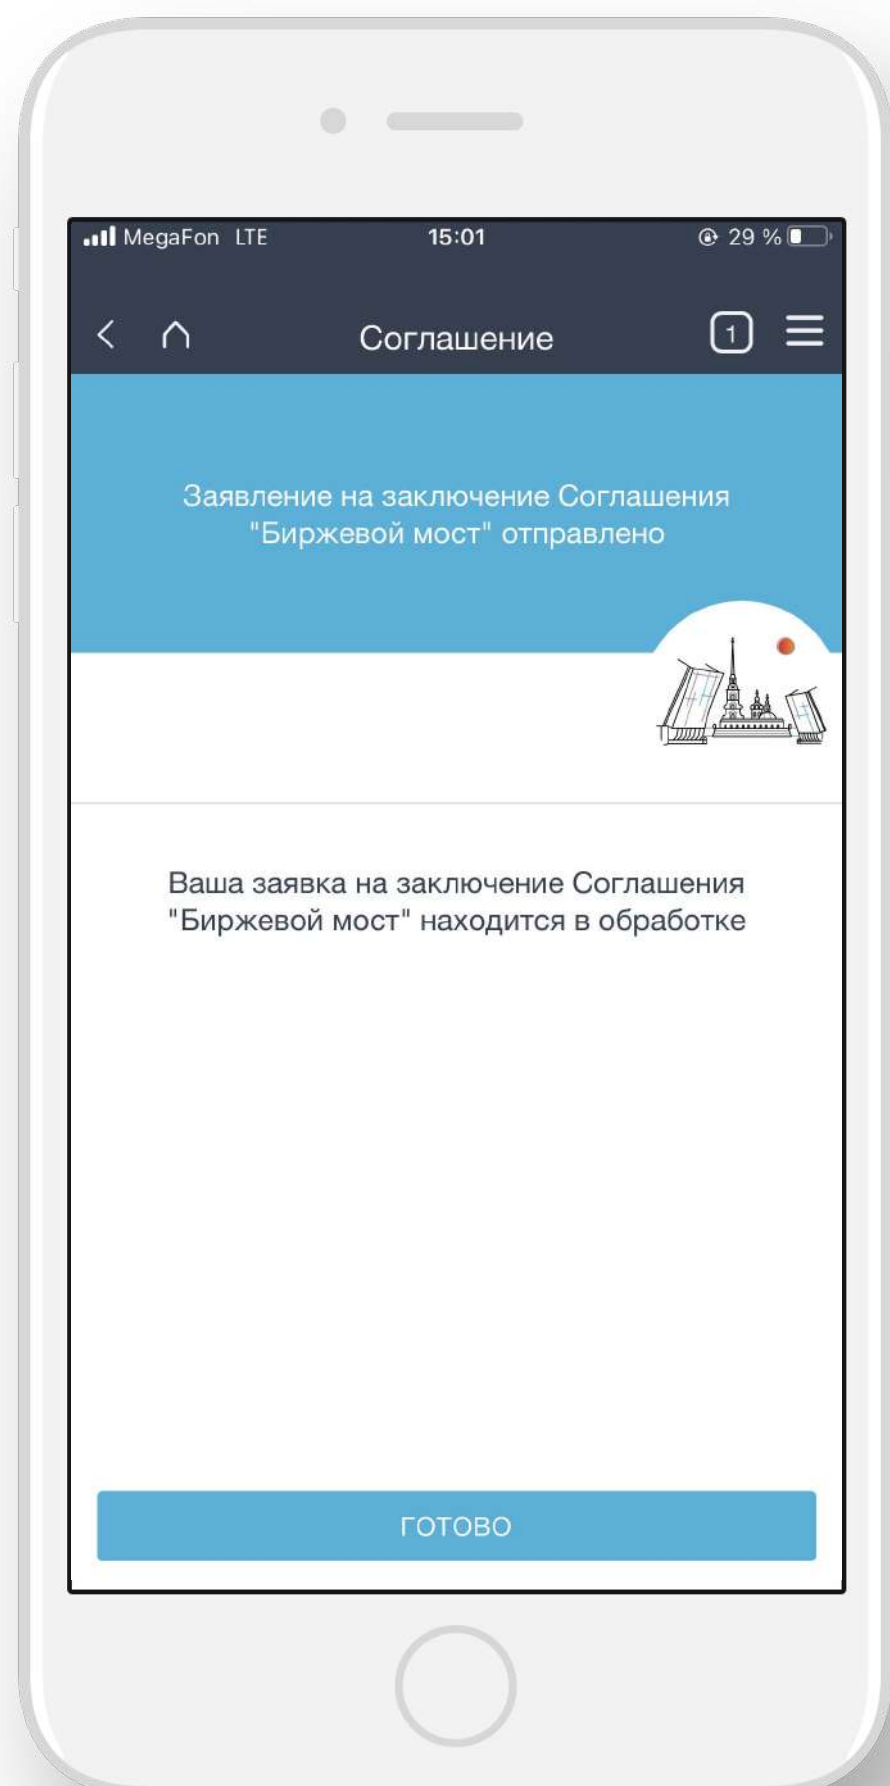 MegaFon LTE 15:01 29 %
Соглашение 1
Заявление на заключение Соглашения
"Биржевой мост" отправлено
Ваша заявка на заключение Соглашения
"Биржевой мост" находится в обработке
ГОТОВО